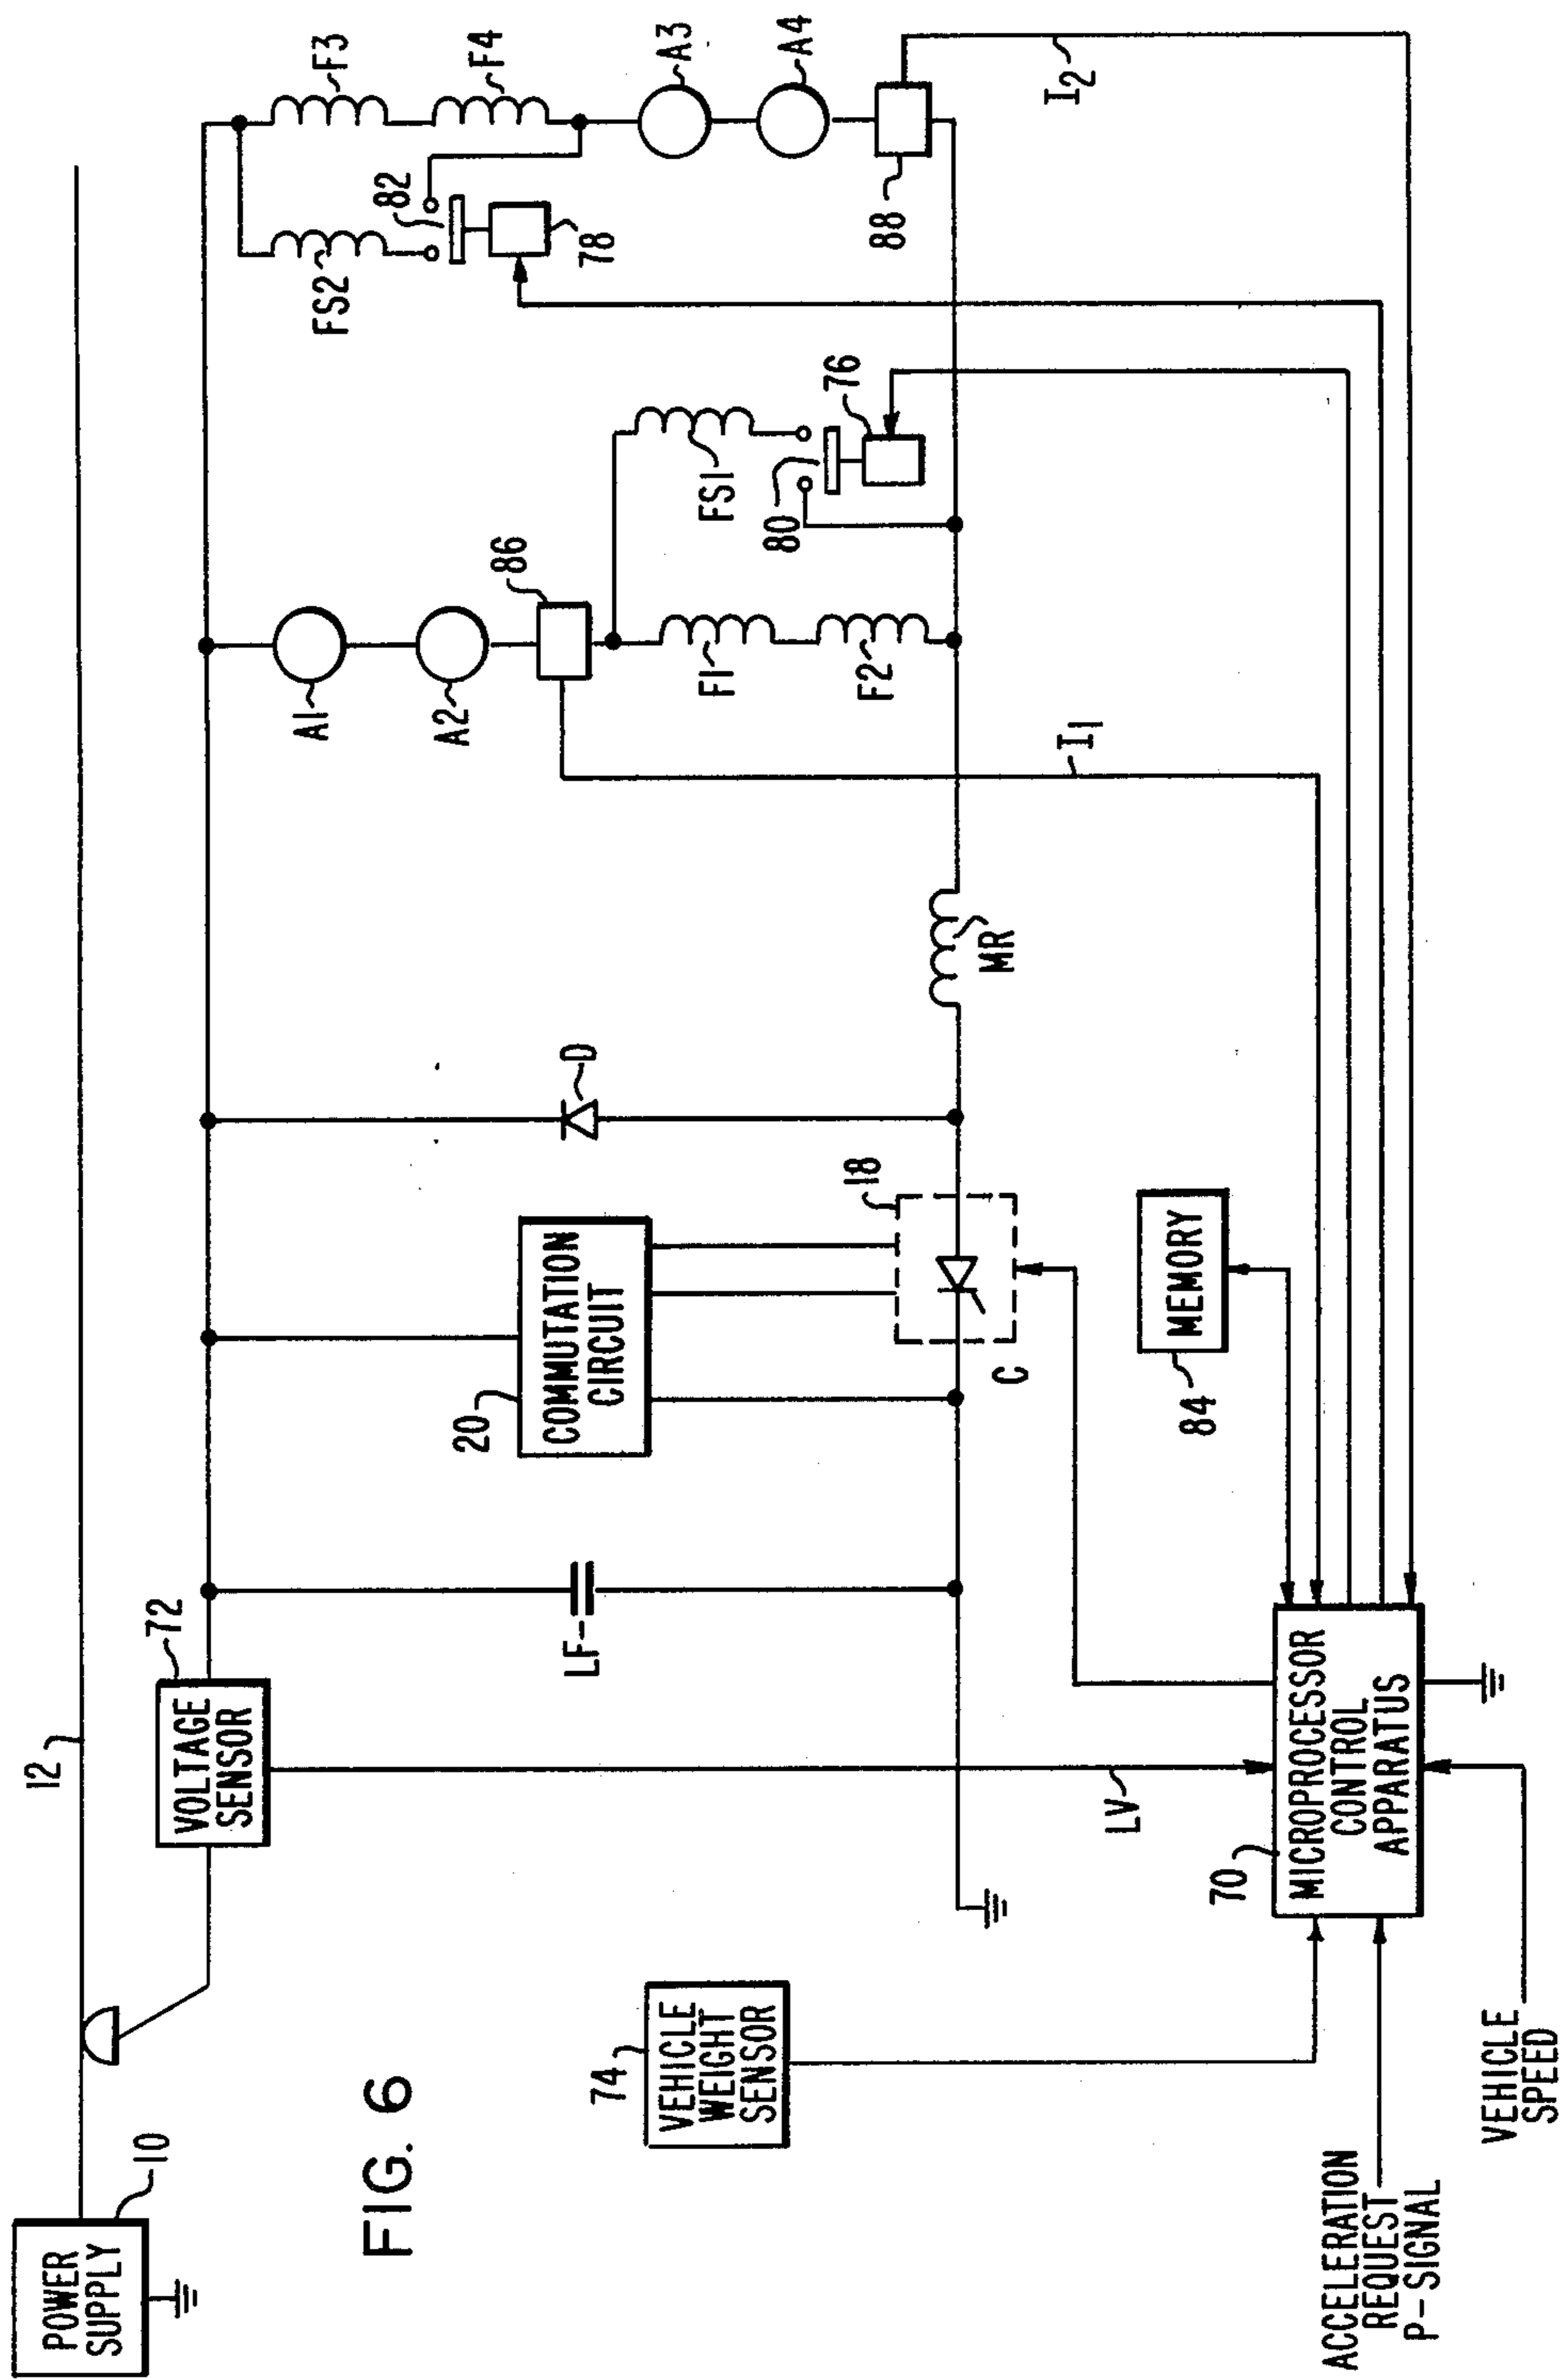 POWER
SUPPLY
10
12
FIG. 6
VOLTAGE
SENSOR
72
LF
LV
20
COMMUTATION
CIRCUIT
18
C
D
MR
A1
A2
86
F1
F2
I1
FS1
80
76
FS2
82
78
F3
F4
A3
A4
88
I2
74
VEHICLE
WEIGHT
SENSOR
70
MICROPROCESSOR
CONTROL
APPARATUS
84
MEMORY
ACCELERATION
REQUEST
P-SIGNAL
VEHICLE
SPEED